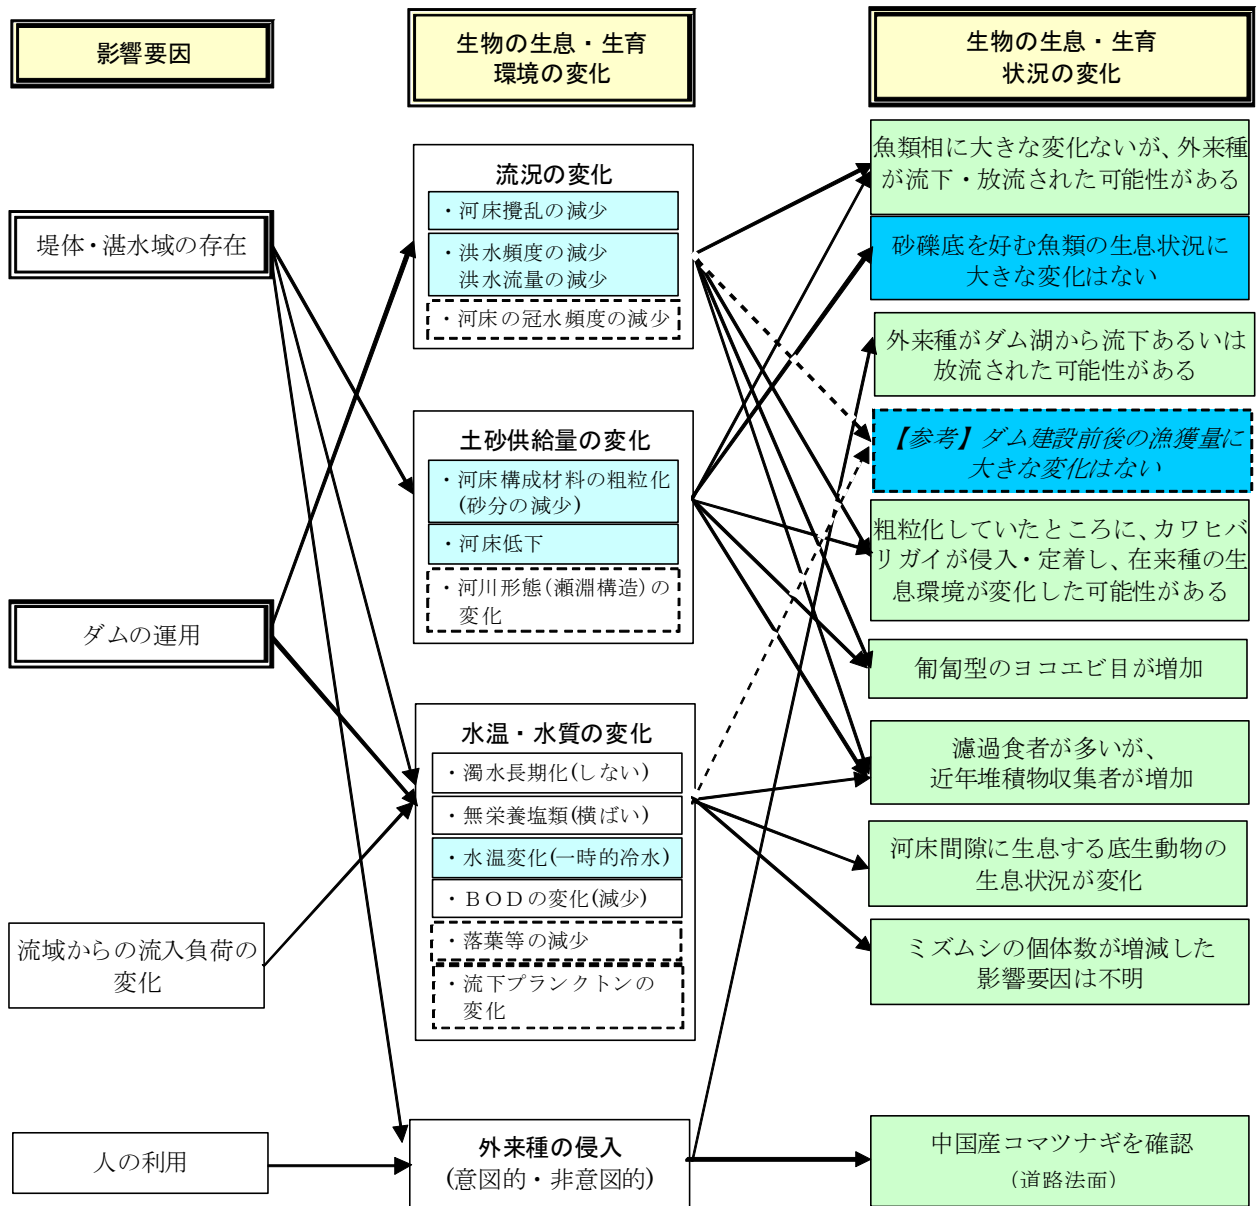 影響要因
生物の生息・生育
環境の変化
生物の生息・生育
状況の変化
堤体・湛水域の存在
ダムの運用
流域からの流入負荷の
変化
人の利用
流況の変化
・河床攪乱の減少
・洪水頻度の減少
洪水流量の減少
・河床の冠水頻度の減少
土砂供給量の変化
・河床構成材料の粗粒化
(砂分の減少)
・河床低下
・河川形態(瀬淵構造)の
変化
水温・水質の変化
・濁水長期化(しない)
・無栄養塩類(横ばい)
・水温変化(一時的冷水)
・BODの変化(減少)
・落葉等の減少
・流下プランクトンの
変化
外来種の侵入
(意図的・非意図的)
魚類相に大きな変化ないが、外来種
が流下・放流された可能性がある
砂礫底を好む魚類の生息状況に
大きな変化はない
外来種がダム湖から流下あるいは
放流された可能性がある
【参考】ダム建設前後の漁獲量に
大きな変化はない
粗粒化していたところに、カワヒバ
リガイが侵入・定着し、在来種の生
息環境が変化した可能性がある
匍匐型のヨコエビ目が増加
濾過食者が多いが、
近年堆積物収集者が増加
河床間隙に生息する底生動物の
生息状況が変化
ミズムシの個体数が増減した
影響要因は不明
中国産コマツナギを確認
(道路法面)